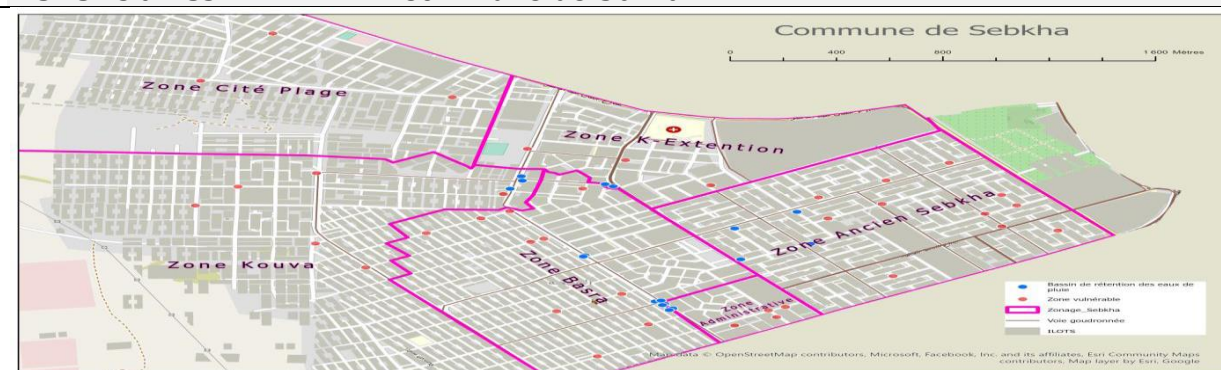 Commune de Sebkha
0 400 800 1 600 Mètres
Zone Cité Plage
Zone K-Extention
Zone Ancien Sebkha
Zone Kouva
Zone Basra
Zone
Administrative
Bassin de rétention des eaux de
pluie
Zone vulnérable
Zonage_Sebkha
Voie goudronnée
ILOTS
Map data © OpenStreetMap contributors, Microsoft, Facebook, Inc. and its affiliates, Esri Community Maps
contributors, Map layer by Esri, Google